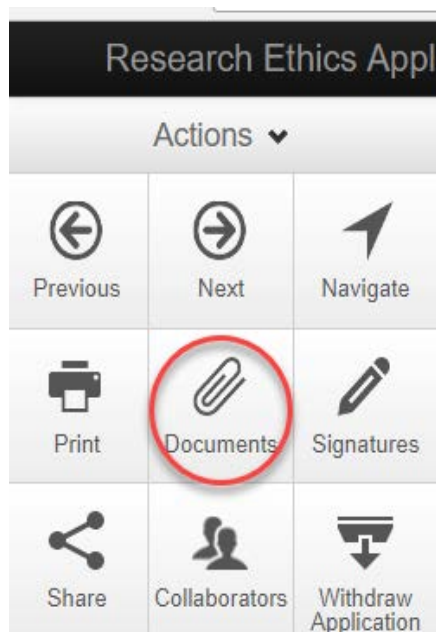 Research Ethics Appl
Actions
Previous Next Navigate
Print Documents Signatures
Share Collaborators Withdraw
Application